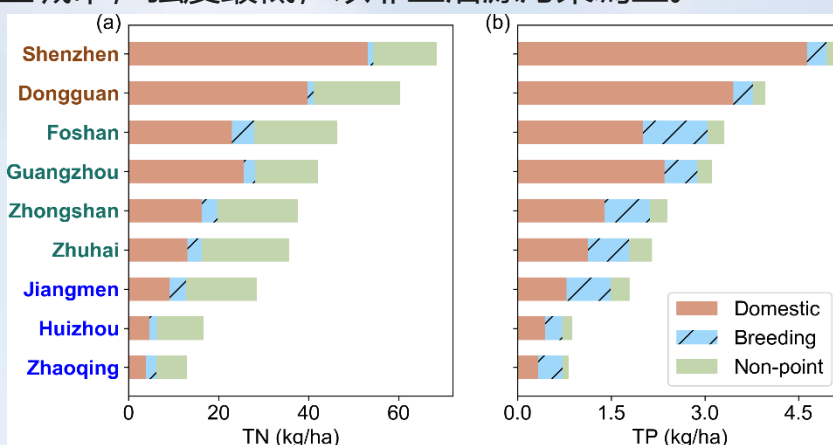 (a)
(b)
Shenzhen
Dongguan
Foshan
Guangzhou
Zhongshan
Zhuhai
Jiangmen
Huizhou
Zhaoqing
Domestic
Breeding
Non-point
0 20 40 60
0.0 1.5 3.0 4.5
TN (kg/ha)
TP (kg/ha)